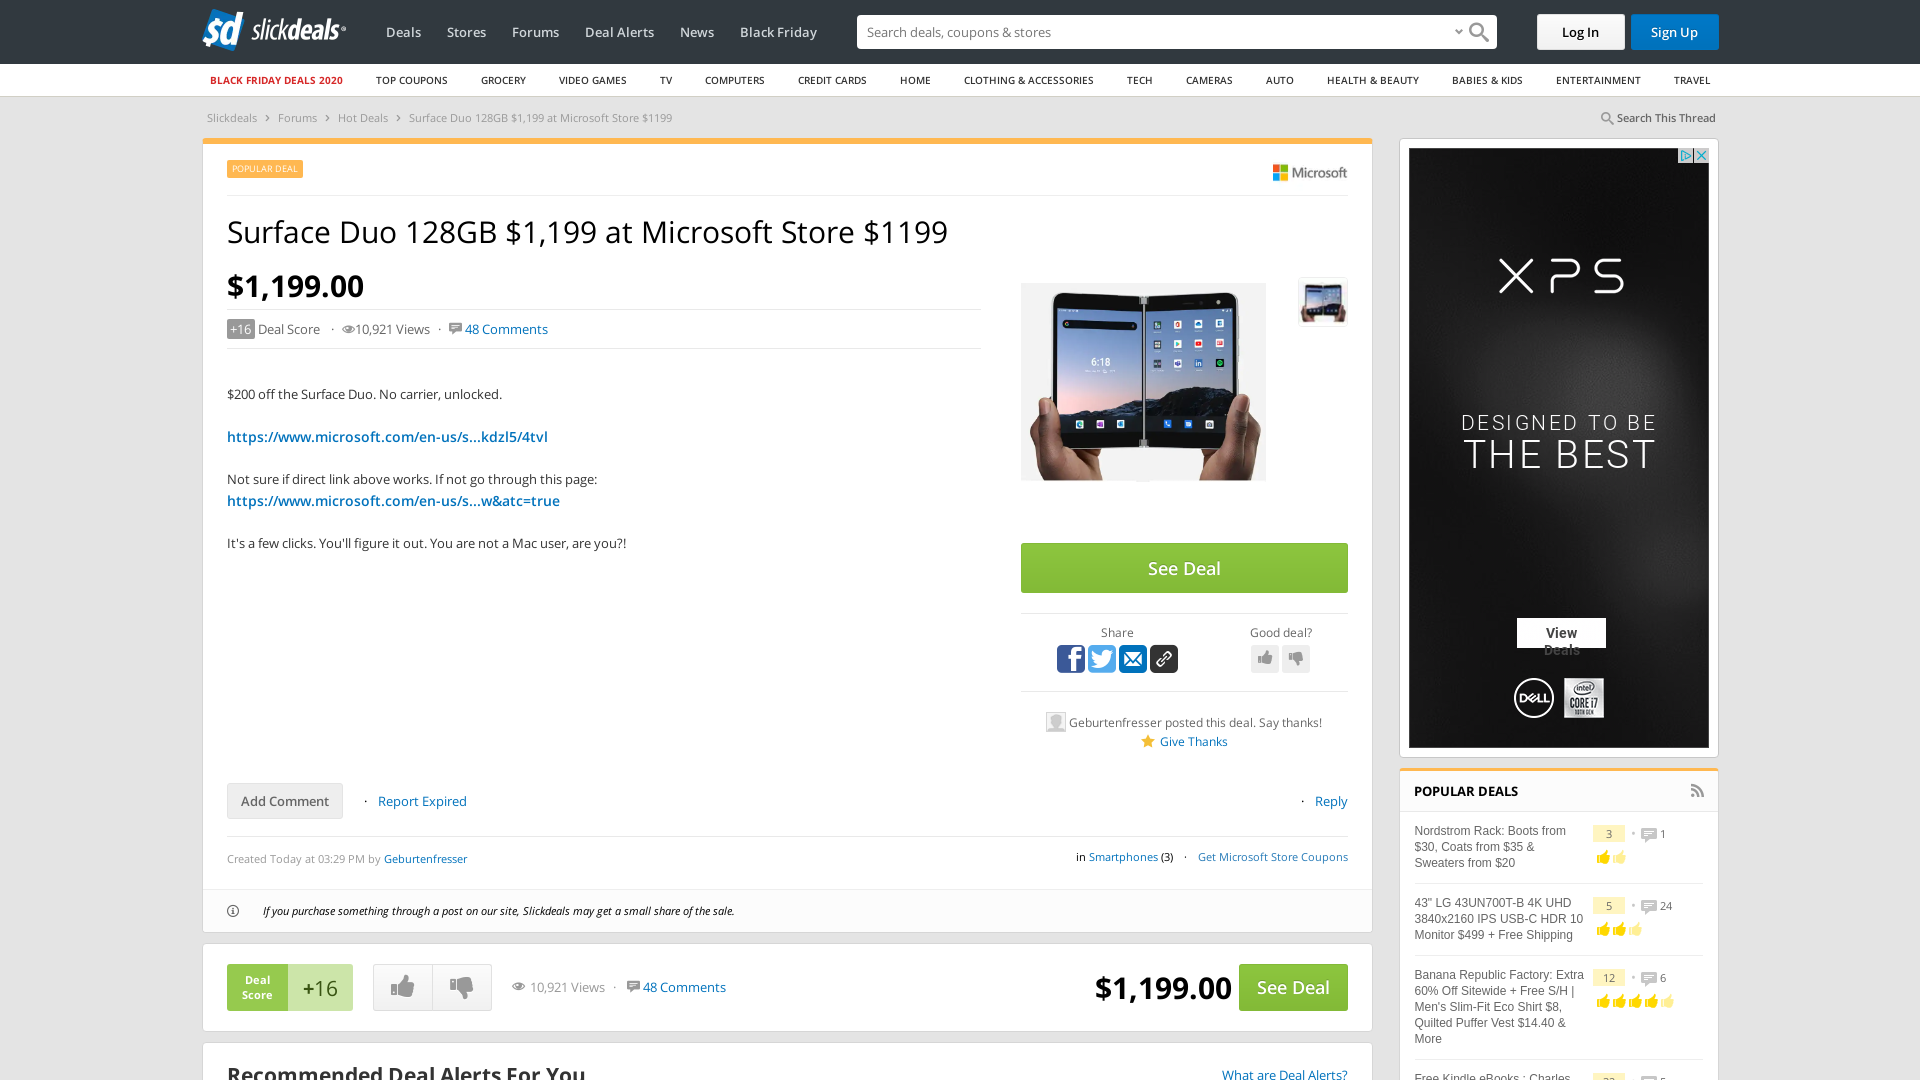 sd slickdeals
Deals Stores Forums Deal Alerts News Black Friday
Search deals, coupons & stores
Log In Sign Up
BLACK FRIDAY DEALS 2020 TOP COUPONS GROCERY VIDEO GAMES TV COMPUTERS CREDIT CARDS HOME CLOTHING & ACCESSORIES TECH CAMERAS AUTO HEALTH & BEAUTY BABIES & KIDS ENTERTAINMENT TRAVEL
Slickdeals › Forums › Hot Deals › Surface Duo 128GB $1,199 at Microsoft Store $1199
Search This Thread
POPULAR DEAL
Microsoft
Surface Duo 128GB $1,199 at Microsoft Store $1199
$1,199.00
+16 Deal Score · 10,921 Views · 48 Comments
$200 off the Surface Duo. No carrier, unlocked.
https://www.microsoft.com/en-us/s...kdzl5/4tvl
Not sure if direct link above works. If not go through this page:
https://www.microsoft.com/en-us/s...w&atc=true
It's a few clicks. You'll figure it out. You are not a Mac user, are you?!
6:18
See Deal
Share
Good deal?
Geburtenfresser posted this deal. Say thanks!
Give Thanks
Add Comment · Report Expired
· Reply
Created Today at 03:29 PM by Geburtenfresser
in Smartphones (3) · Get Microsoft Store Coupons
If you purchase something through a post on our site, Slickdeals may get a small share of the sale.
Deal
Score
+16
10,921 Views · 48 Comments
$1,199.00
See Deal
Recommended Deal Alerts For You
What are Deal Alerts?
XPS
DESIGNED TO BE
THE BEST
View
Deals
DELL
intel
CORE i7
10TH GEN
POPULAR DEALS
Nordstrom Rack: Boots from
$30, Coats from $35 &
Sweaters from $20
3 • 1
43" LG 43UN700T-B 4K UHD
3840x2160 IPS USB-C HDR 10
Monitor $499 + Free Shipping
5 • 24
Banana Republic Factory: Extra
60% Off Sitewide + Free S/H |
Men's Slim-Fit Eco Shirt $8,
Quilted Puffer Vest $14.40 &
More
12 • 6
Free Kindle eBooks : Charles